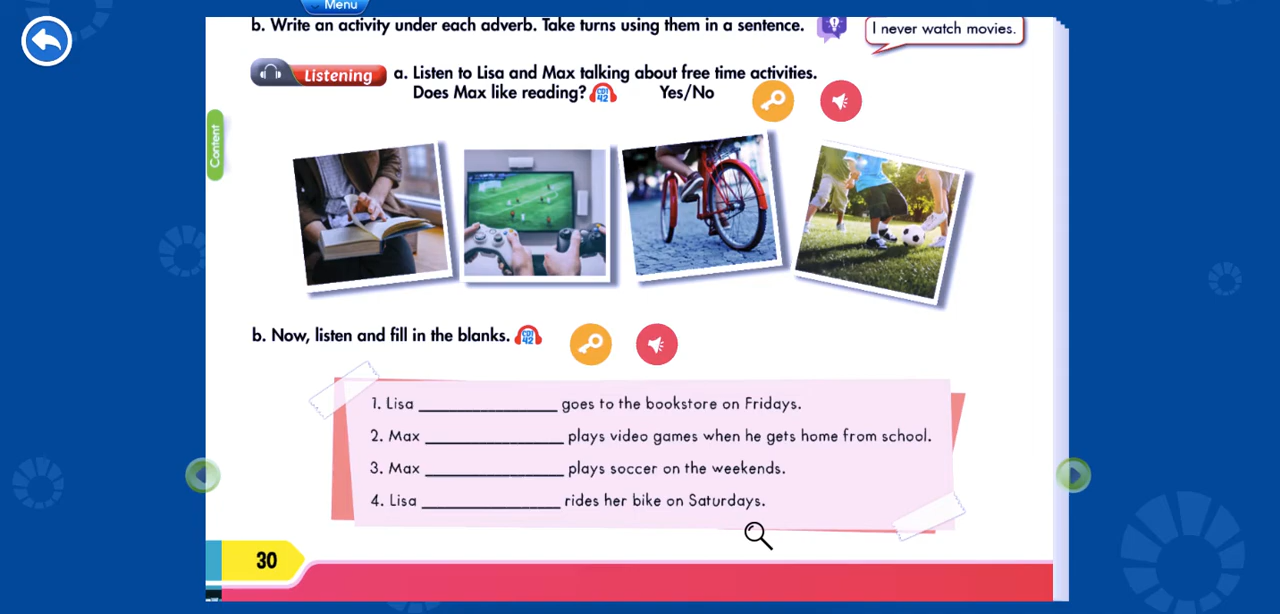 Menu
b. Write an activity under each adverb. Take turns using them in a sentence.
I never watch movies.
Listening
a. Listen to Lisa and Max talking about free time activities.
Does Max like reading? CD1 42 Yes/No
Content
b. Now, listen and fill in the blanks. CD1 42
1. Lisa ________________ goes to the bookstore on Fridays.
2. Max ________________ plays video games when he gets home from school.
3. Max ________________ plays soccer on the weekends.
4. Lisa ________________ rides her bike on Saturdays.
30